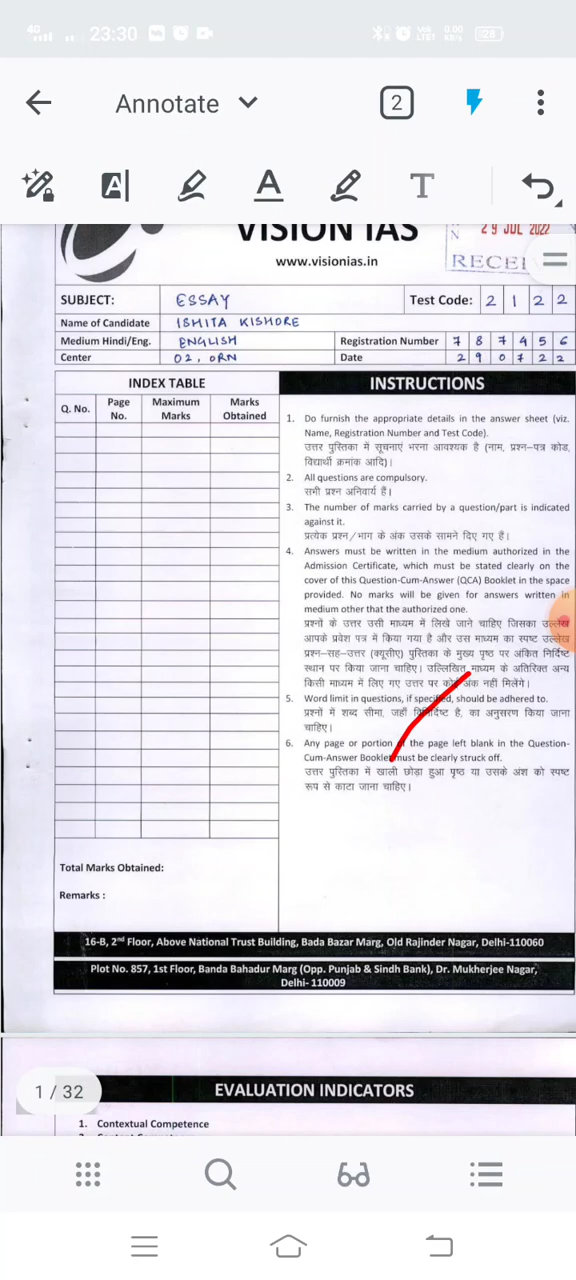 4G 23:30 Vo) LTE1 0.00 KB/s 28
Annotate 2
A T
VISION IAS
29 JUL 2022
www.visionias.in
RECEI
SUBJECT: ESSAY Test Code: 2 1 2 2
Name of Candidate ISHITA KISHORE
Medium Hindi/Eng. ENGLISH Registration Number 7 8 7 4 5 6
Center 02, ORN Date 2 9 0 7 2 2
INDEX TABLE
Q. No. Page No. Maximum Marks Marks Obtained
Total Marks Obtained:
Remarks :
INSTRUCTIONS
1. Do furnish the appropriate details in the answer sheet (viz.
Name, Registration Number and Test Code).
उत्तर पुस्तिका में सूचनाएं भरना आवश्यक है (नाम, प्रश्न-पत्र कोड,
विद्यार्थी क्रमांक आदि)।
2. All questions are compulsory.
सभी प्रश्न अनिवार्य हैं।
3. The number of marks carried by a question/part is indicated
against it.
प्रत्येक प्रश्न/भाग के अंक उसके सामने दिए गए है।
4. Answers must be written in the medium authorized in the
Admission Certificate, which must be stated clearly on the
cover of this Question-Cum-Answer (QCA) Booklet in the space
provided. No marks will be given for answers written in
medium other that the authorized one.
प्रश्नों के उत्तर उसी माध्यम में लिखे जाने चाहिए जिसका उल्लेख
आपके प्रवेश पत्र में किया गया है और उस माध्यम का स्पष्ट उल्लेख
प्रश्न-सह-उत्तर (क्यूसीए) पुस्तिका के मुख्य पृष्ठ पर अंकित निर्दिष्ट
स्थान पर किया जाना चाहिए। उल्लिखित माध्यम के अतिरिक्त अन्य
किसी माध्यम में लिए गए उत्तर पर कोई अंक नहीं मिलेंगे।
5. Word limit in questions, if specified, should be adhered to.
प्रश्नों में शब्द सीमा, जहाँ विनिर्दिष्ट है, का अनुसरण किया जाना
चाहिए।
6. Any page or portion of the page left blank in the Question-
Cum-Answer Booklet must be clearly struck off.
उत्तर पुस्तिका में खाली छोड़ा हुआ पृष्ठ या उसके अंश को स्पष्ट
रूप से काटा जाना चाहिए।
16-B, 2nd Floor, Above National Trust Building, Bada Bazar Marg, Old Rajinder Nagar, Delhi-110060
Plot No. 857, 1st Floor, Banda Bahadur Marg (Opp. Punjab & Sindh Bank), Dr. Mukherjee Nagar,
Delhi- 110009
1 / 32
EVALUATION INDICATORS
1. Contextual Competence